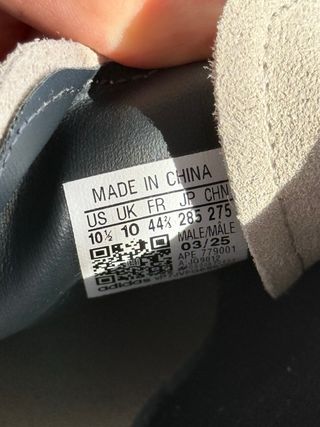 MADE IN CHINA
US UK FR JP CHN
10½ 10 44⅔ 285 275
MALE/MÂLE
03/25
APE 779001
adidas